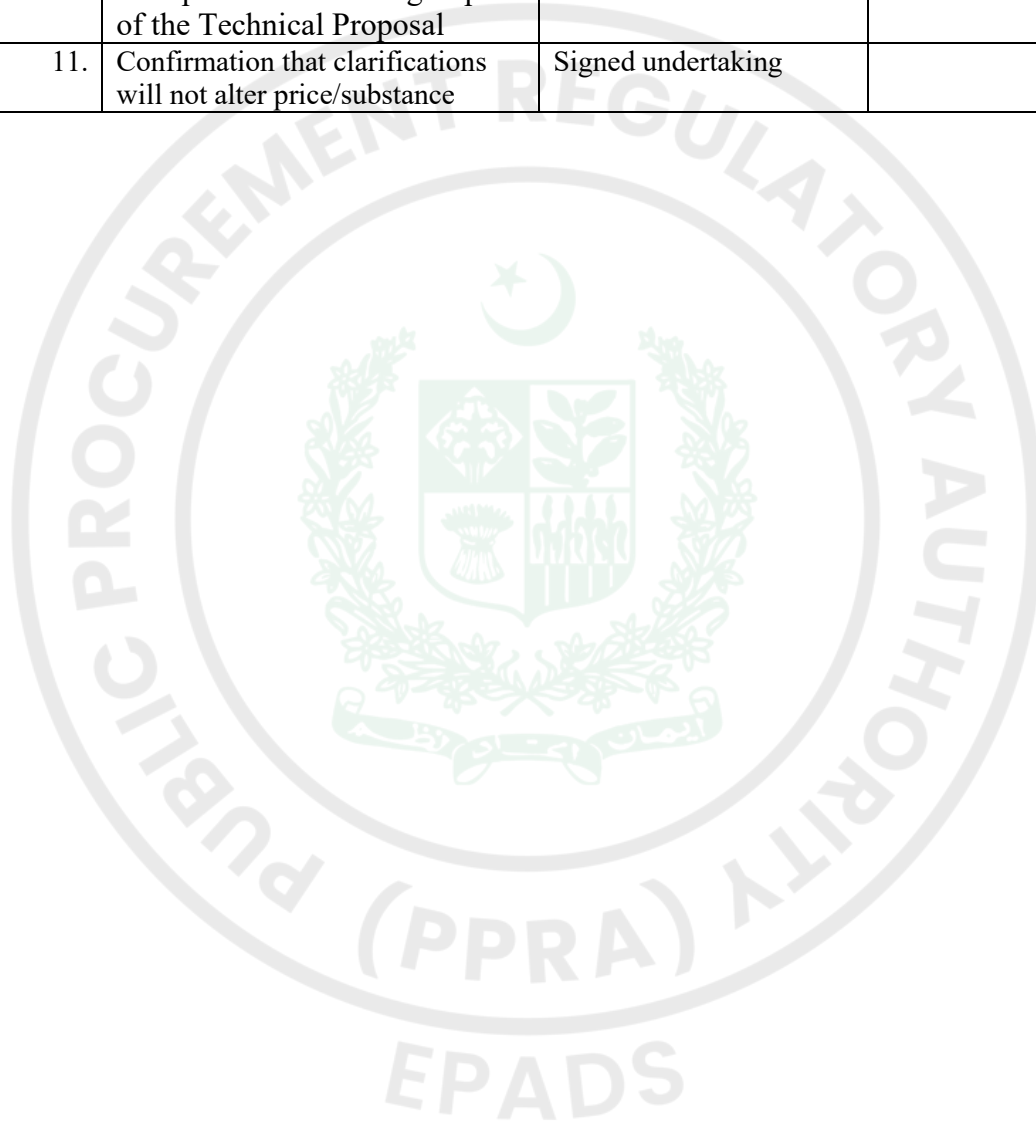 of the Technical Proposal
11. Confirmation that clarifications Signed undertaking
will not alter price/substance
PUBLIC PROCUREMENT REGULATORY AUTHORITY
(PPRA)
EPADS